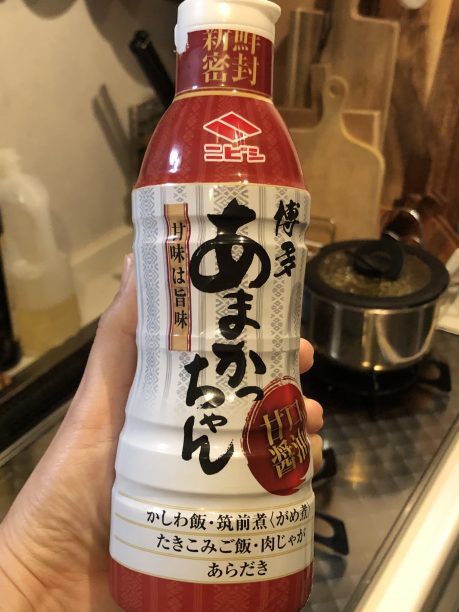 新鮮
密封
ニビシ
博多
あまかっちゃん
甘味は旨味
甘口
醤油
かしわ飯・筑前煮〈がめ煮〉
たきこみご飯・肉じゃが
あらだき